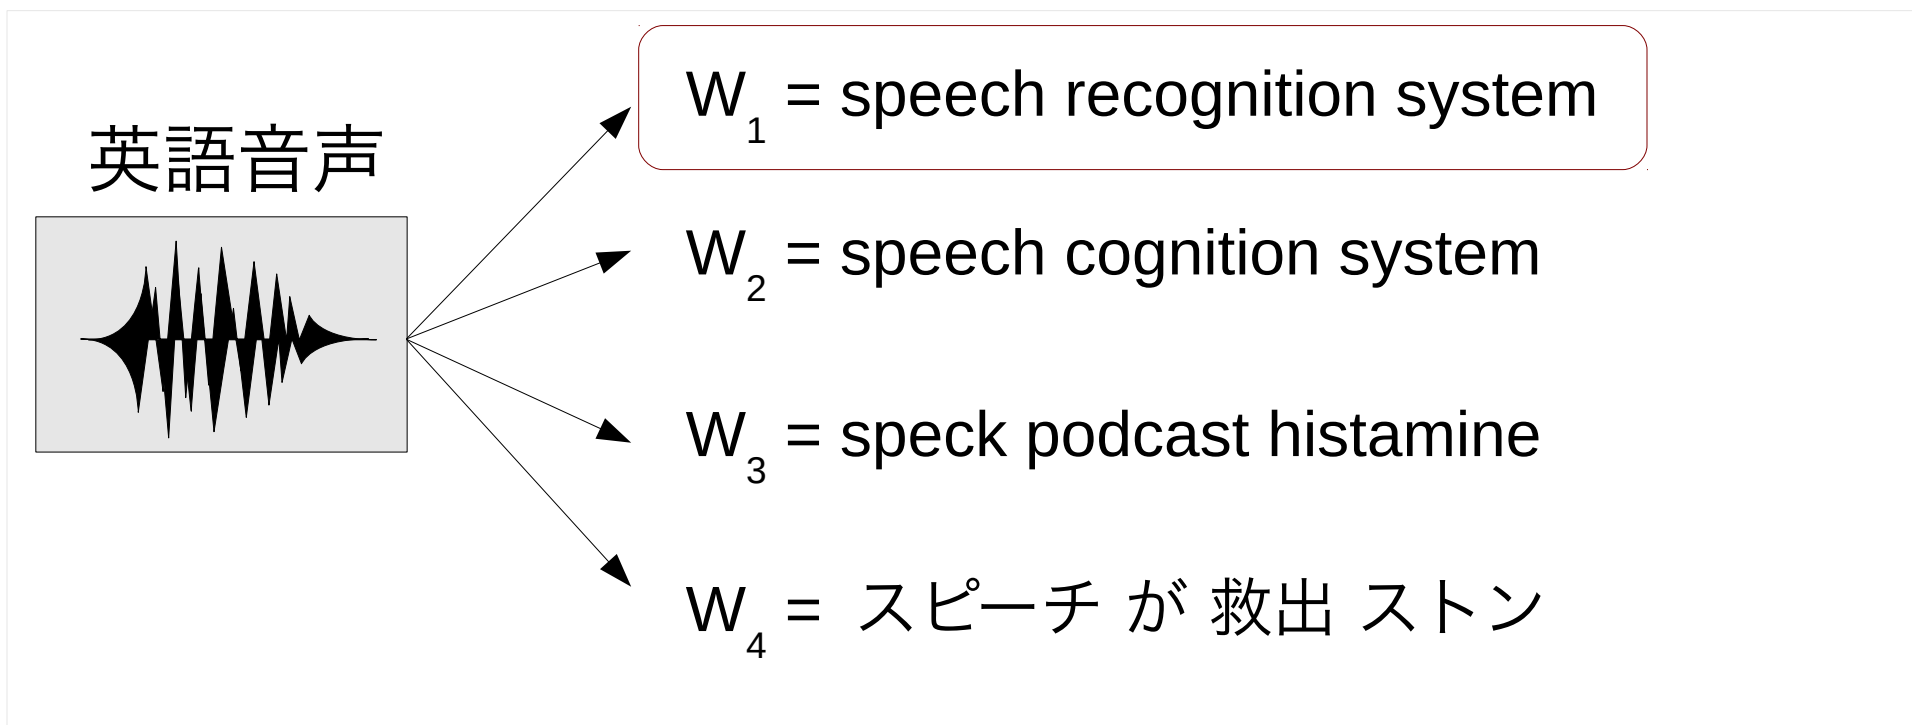 英語音声
W1 = speech recognition system
W2 = speech cognition system
W3 = speck podcast histamine
W4 = スピーチ が 救出 ストン